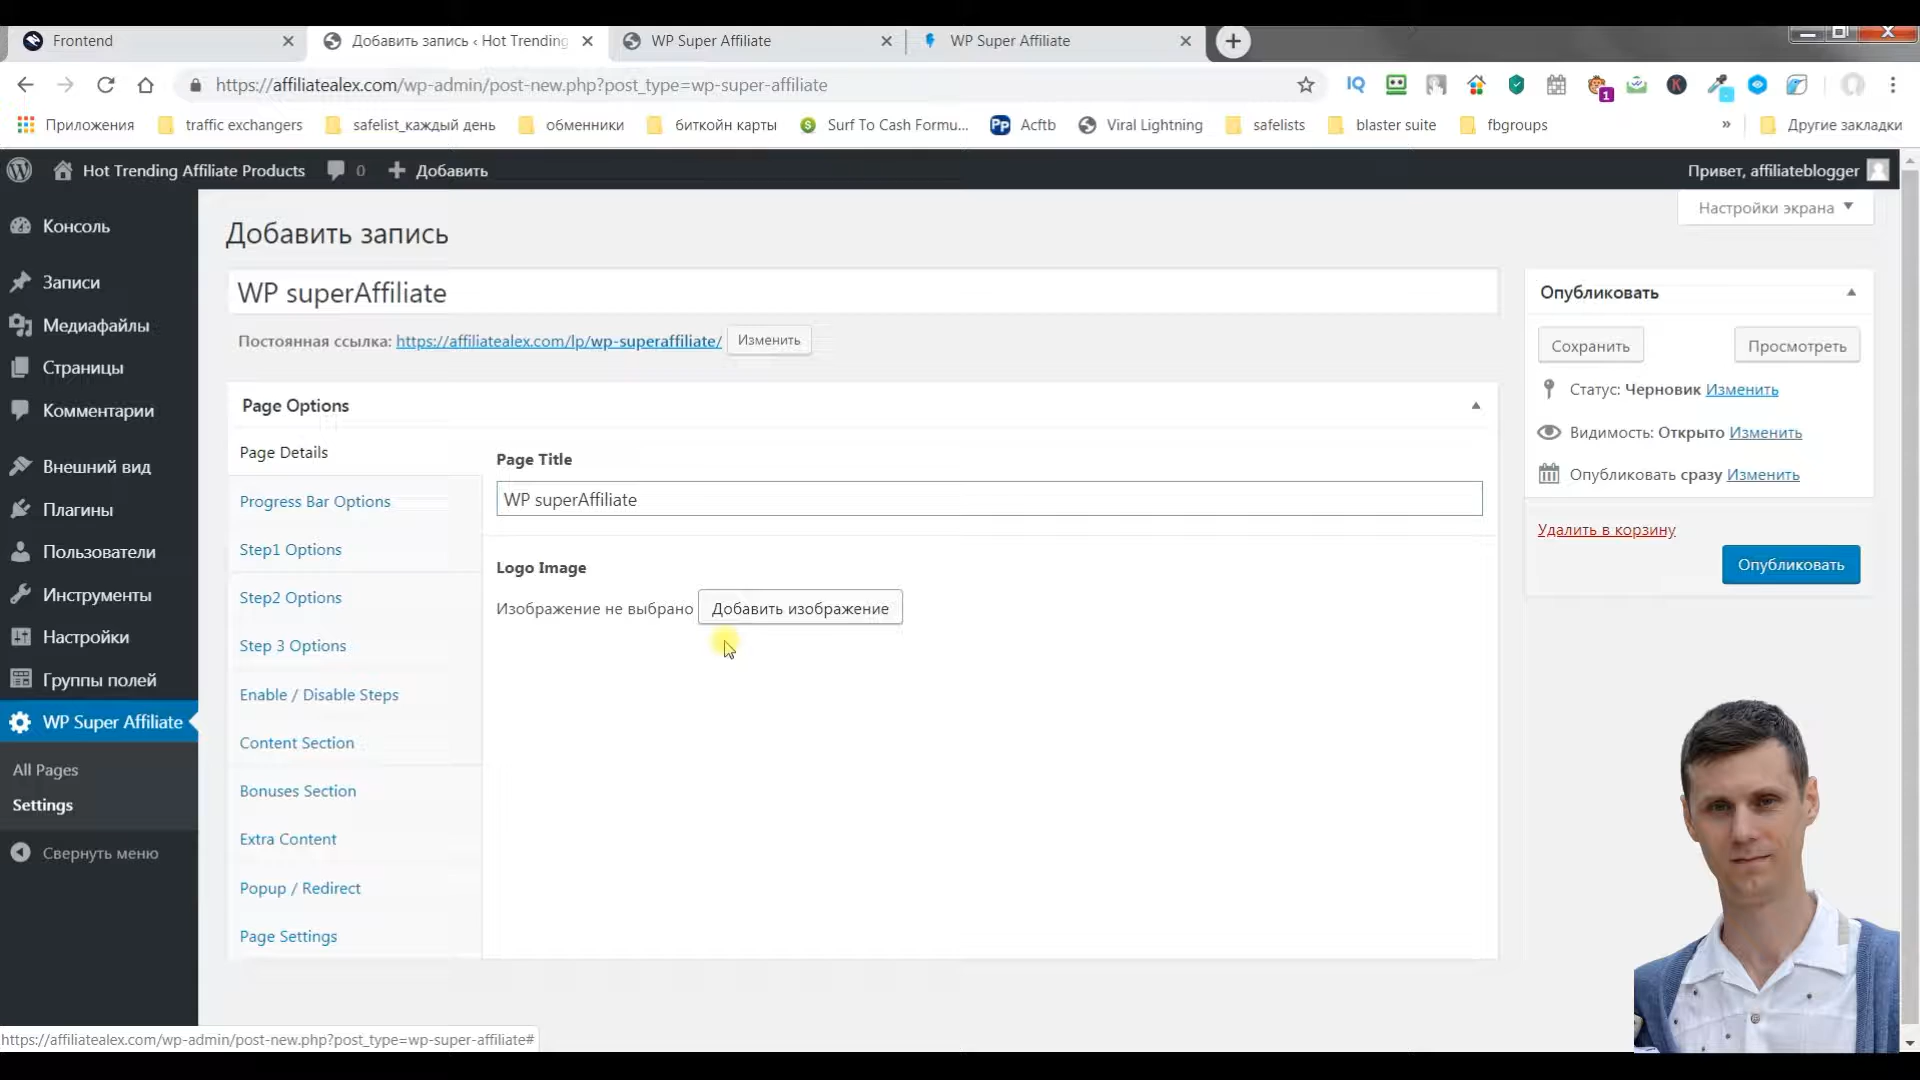 Frontend
Добавить запись ‹ Hot Trending
WP Super Affiliate
WP Super Affiliate
https://affiliatealex.com/wp-admin/post-new.php?post_type=wp-super-affiliate
IQ
1
K
Приложения
traffic exchangers
safelist_каждый день
обменники
биткойн карты
S
Surf To Cash Formu...
Pp
Acftb
Viral Lightning
safelists
blaster suite
fbgroups
»
Другие закладки
Hot Trending Affiliate Products
0
Добавить
Привет, affiliateblogger
Настройки экрана
Консоль
Записи
Медиафайлы
Страницы
Комментарии
Внешний вид
Плагины
Пользователи
Инструменты
Настройки
Группы полей
WP Super Affiliate
All Pages
Settings
Свернуть меню
Добавить запись
WP superAffiliate
Постоянная ссылка: https://affiliatealex.com/lp/wp-superaffiliate/ Изменить
Page Options
Page Details
Progress Bar Options
Step1 Options
Step2 Options
Step 3 Options
Enable / Disable Steps
Content Section
Bonuses Section
Extra Content
Popup / Redirect
Page Settings
Page Title
WP superAffiliate
Logo Image
Изображение не выбрано Добавить изображение
Опубликовать
Сохранить
Просмотреть
Статус: Черновик Изменить
Видимость: Открыто Изменить
Опубликовать сразу Изменить
Удалить в корзину
Опубликовать
https://affiliatealex.com/wp-admin/post-new.php?post_type=wp-super-affiliate#